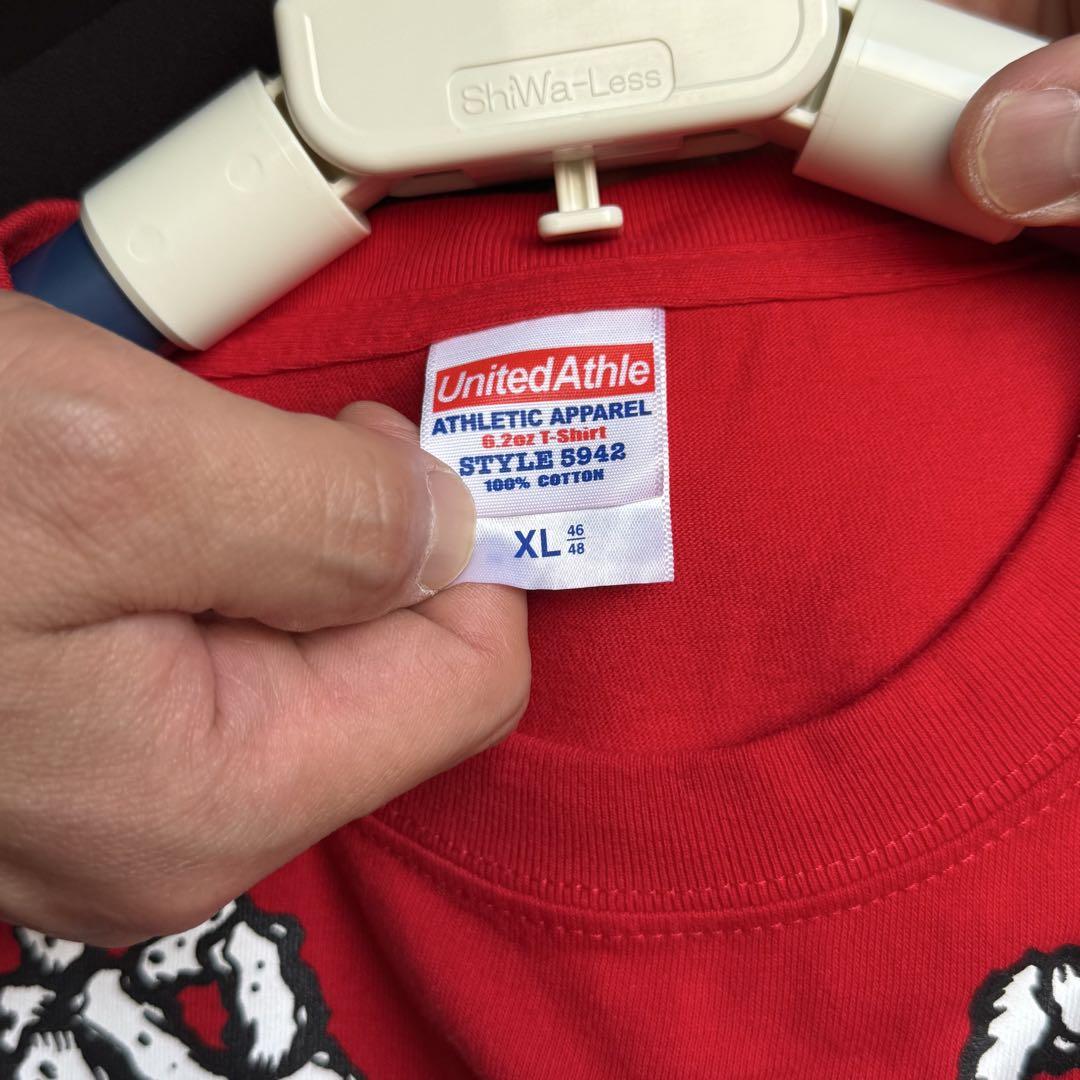 ShiWa-Less
UnitedAthle
ATHLETIC APPAREL
6.2oz T-Shirt
STYLE 5942
100% COTTON
XL 46
48